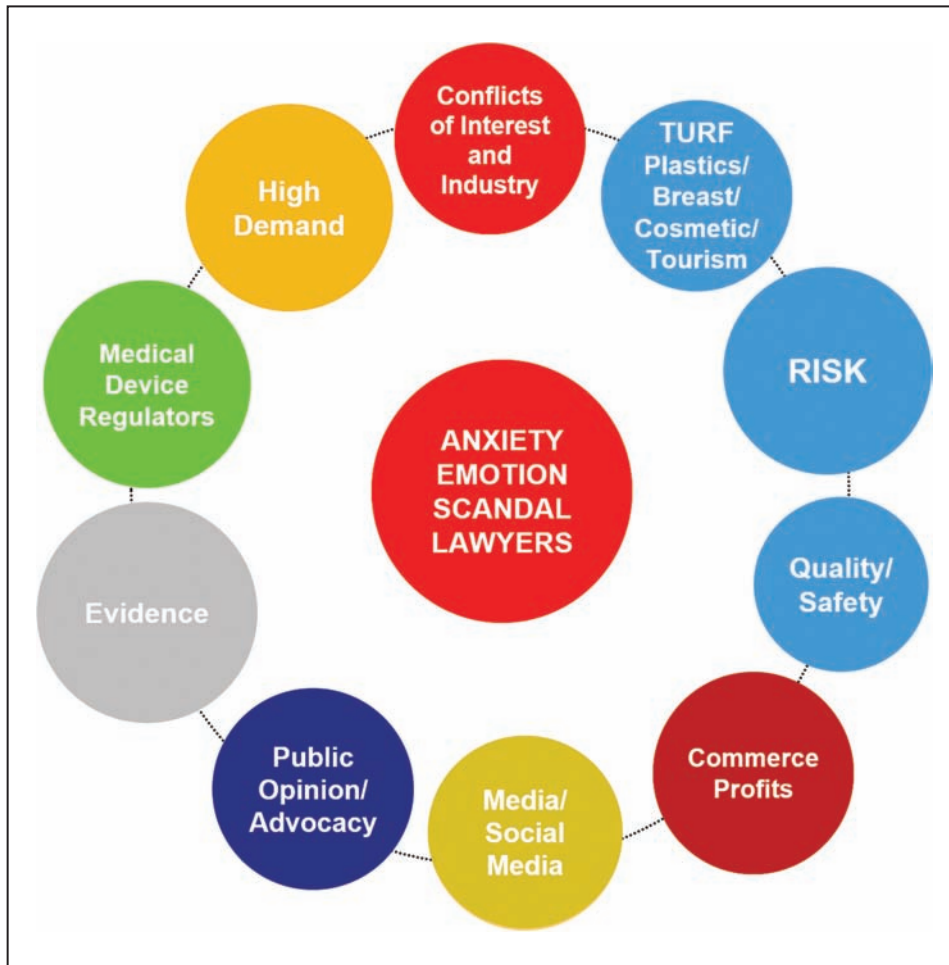 Conflicts
of Interest
and
Industry
TURF
Plastics/
Breast/
Cosmetic/
Tourism
RISK
Quality/
Safety
Commerce
Profits
Media/
Social
Media
Public
Opinion/
Advocacy
Evidence
Medical
Device
Regulators
High
Demand
ANXIETY
EMOTION
SCANDAL
LAWYERS